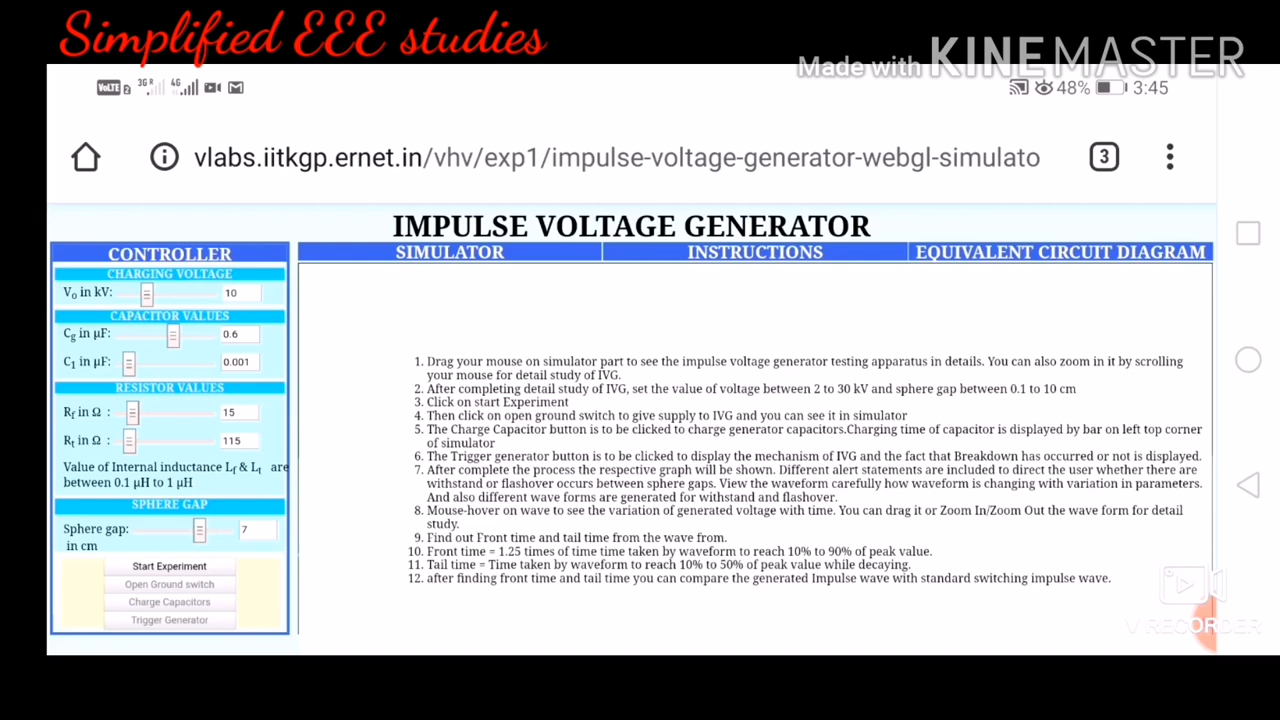 Simplified EEE studies
Made with KINEMASTER
VoLTE 2 3G R 4G 48% 3:45
vlabs.iitkgp.ernet.in/vhv/exp1/impulse-voltage-generator-webgl-simulato 3
IMPULSE VOLTAGE GENERATOR
CONTROLLER
CHARGING VOLTAGE
V₀ in kV: 10
CAPACITOR VALUES
Cg in μF: 0.6
C₁ in μF: 0.001
RESISTOR VALUES
Rf in Ω : 15
Rt in Ω : 115
Value of Internal inductance Lf & Lt are
between 0.1 μH to 1 μH
SPHERE GAP
Sphere gap: 7
in cm
Start Experiment
Open Ground switch
Charge Capacitors
Trigger Generator
SIMULATOR INSTRUCTIONS EQUIVALENT CIRCUIT DIAGRAM
1. Drag your mouse on simulator part to see the impulse voltage generator testing apparatus in details. You can also zoom in it by scrolling
your mouse for detail study of IVG.
2. After completing detail study of IVG, set the value of voltage between 2 to 30 kV and sphere gap between 0.1 to 10 cm
3. Click on start Experiment
4. Then click on open ground switch to give supply to IVG and you can see it in simulator
5. The Charge Capacitor button is to be clicked to charge generator capacitors.Charging time of capacitor is displayed by bar on left top corner
of simulator
6. The Trigger generator button is to be clicked to display the mechanism of IVG and the fact that Breakdown has occurred or not is displayed.
7. After complete the process the respective graph will be shown. Different alert statements are included to direct the user whether there are
withstand or flashover occurs between sphere gaps. View the waveform carefully how waveform is changing with variation in parameters.
And also different wave forms are generated for withstand and flashover.
8. Mouse-hover on wave to see the variation of generated voltage with time. You can drag it or Zoom In/Zoom Out the wave form for detail
study.
9. Find out Front time and tail time from the wave from.
10. Front time = 1.25 times of time time taken by waveform to reach 10% to 90% of peak value.
11. Tail time = Time taken by waveform to reach 10% to 50% of peak value while decaying.
12. after finding front time and tail time you can compare the generated Impulse wave with standard switching impulse wave.
V RECORDER